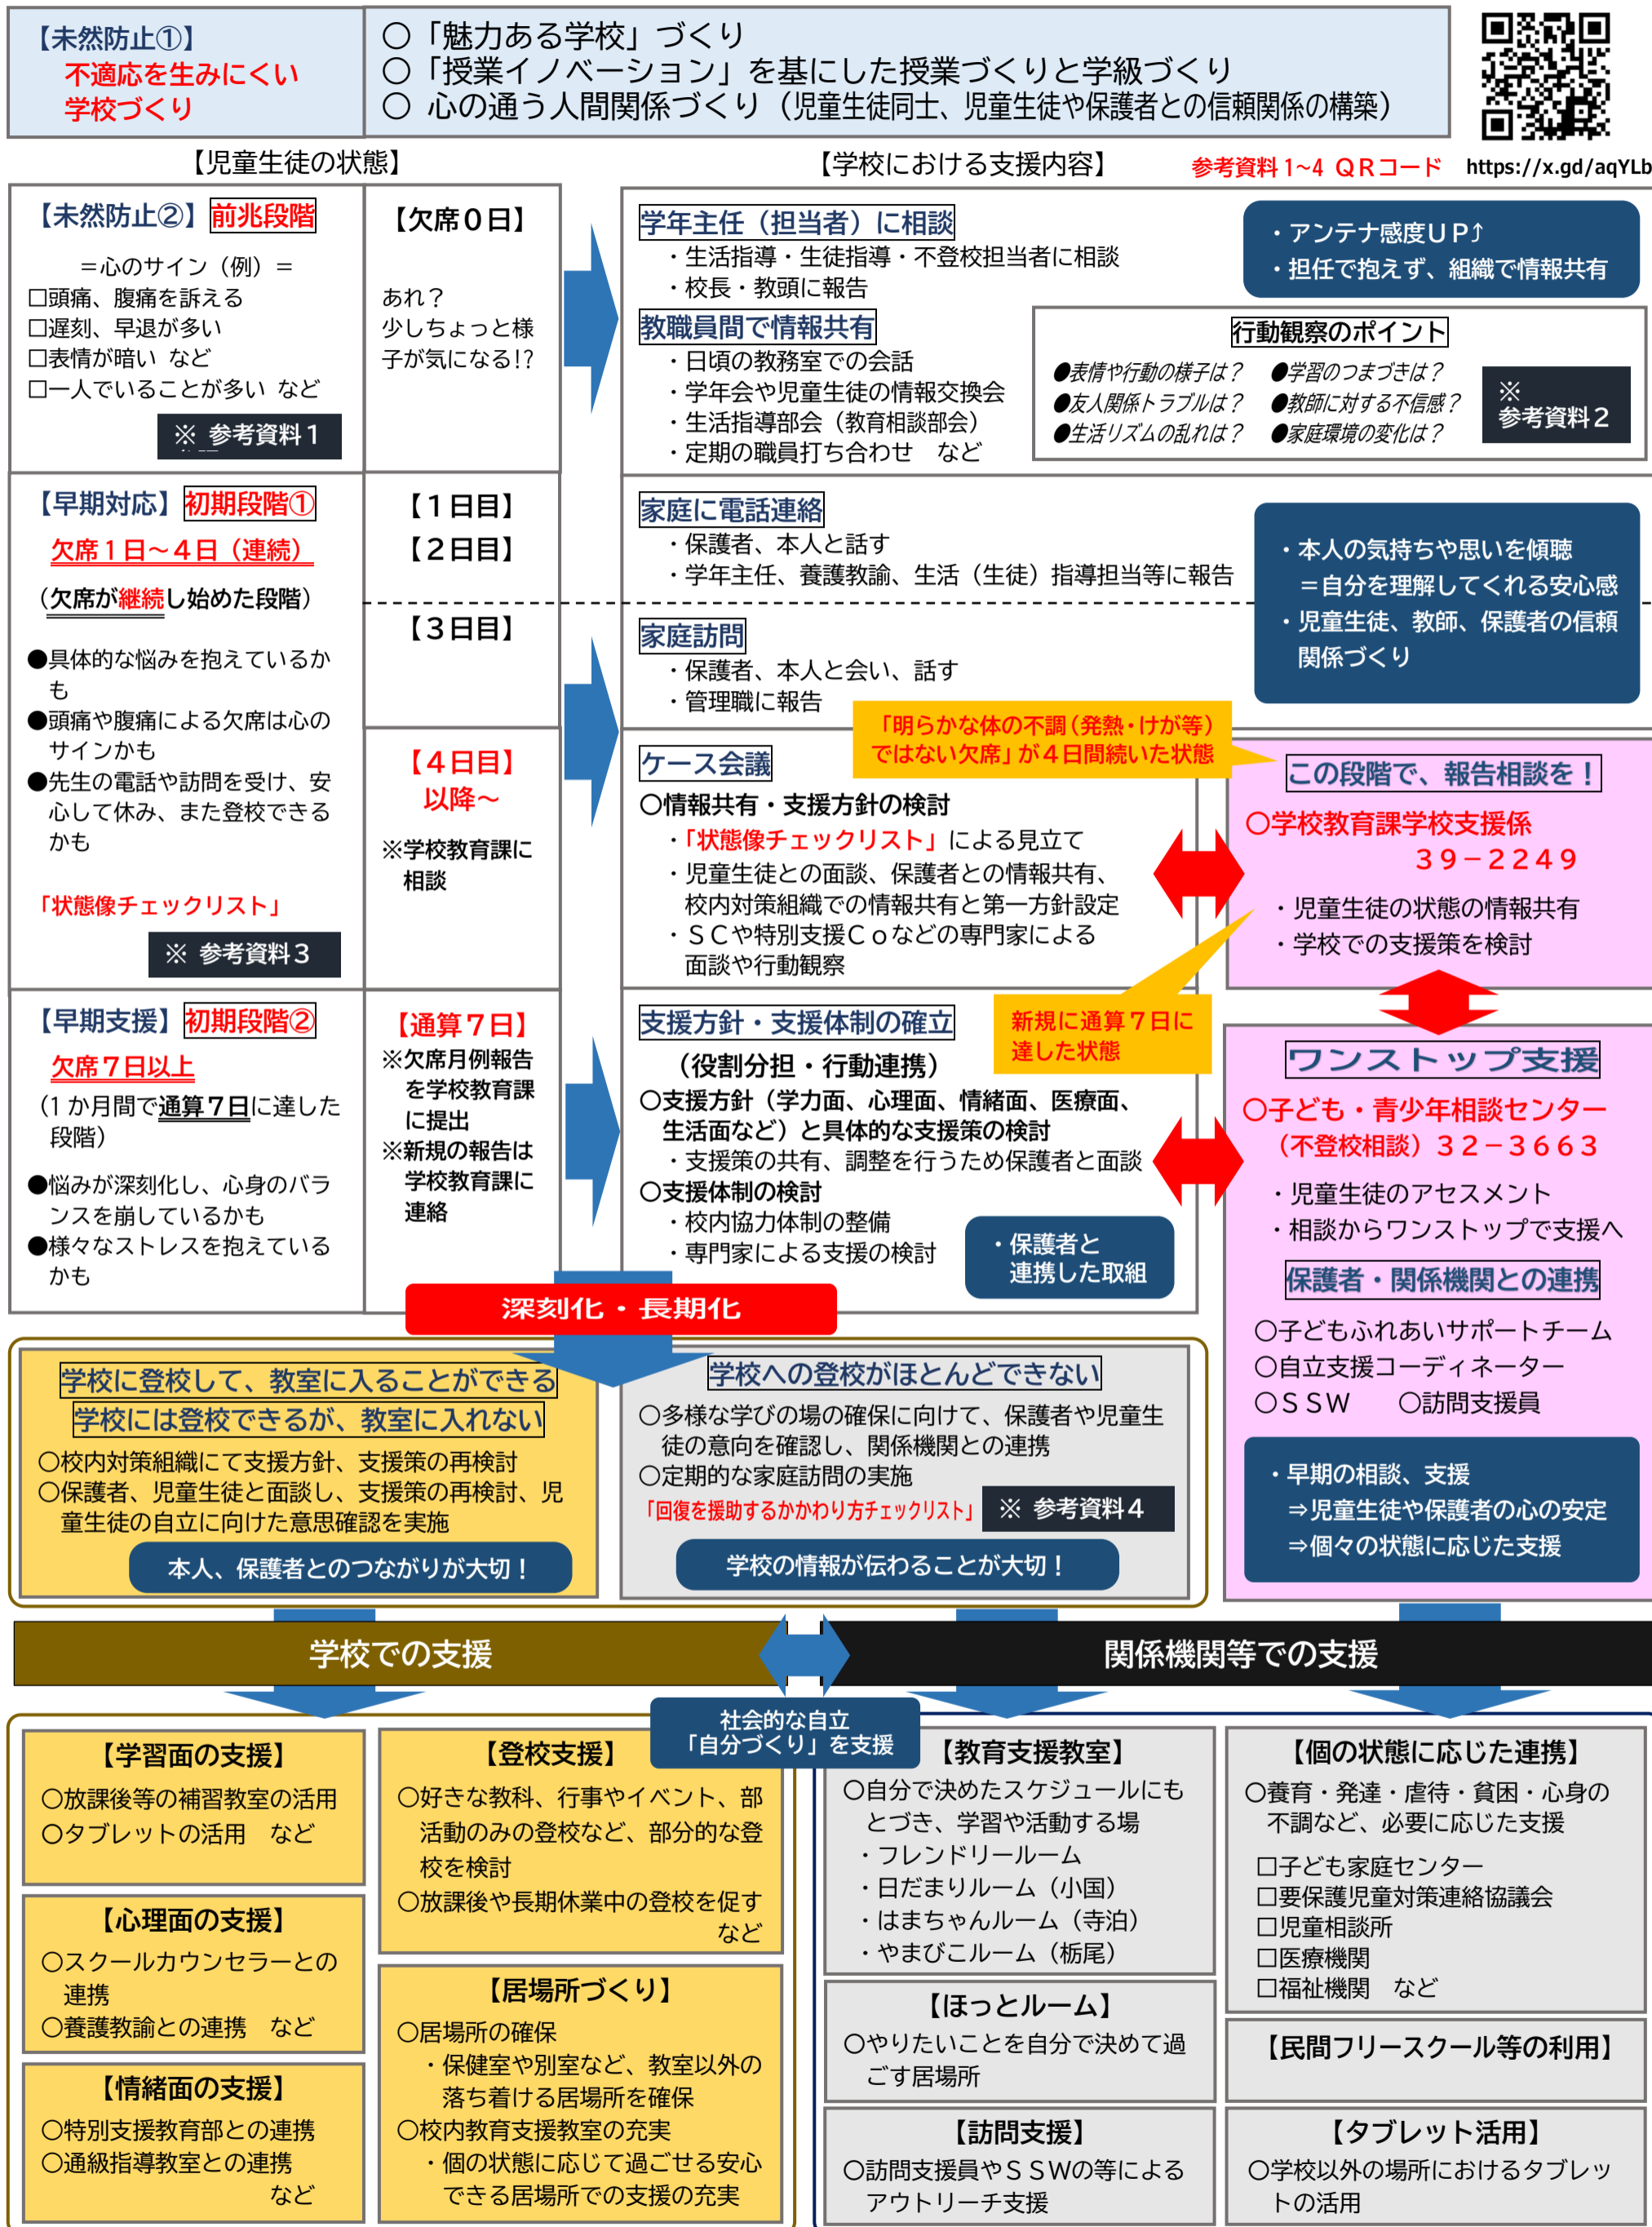 【未然防止①】
不適応を生みにくい
学校づくり
○「魅力ある学校」づくり
○「授業イノベーション」を基にした授業づくりと学級づくり
○ 心の通う人間関係づくり（児童生徒同士、児童生徒や保護者との信頼関係の構築）
【児童生徒の状態】
【学校における支援内容】
参考資料1~4 ＱＲコード
https://x.gd/aqYLb
【未然防止②】前兆段階
＝心のサイン（例）＝
□頭痛、腹痛を訴える
□遅刻、早退が多い
□表情が暗い など
□一人でいることが多い など
※ 参考資料１
【欠席０日】
あれ？
少しちょっと様
子が気になる!?
学年主任（担当者）に相談
・生活指導・生徒指導・不登校担当者に相談
・校長・教頭に報告
教職員間で情報共有
・日頃の教務室での会話
・学年会や児童生徒の情報交換会
・生活指導部会（教育相談部会）
・定期の職員打ち合わせ　など
・アンテナ感度ＵＰ⤴
・担任で抱えず、組織で情報共有
行動観察のポイント
●表情や行動の様子は？　●学習のつまづきは？
●友人関係トラブルは？　●教師に対する不信感？
●生活リズムの乱れは？　●家庭環境の変化は？
※
参考資料２
【早期対応】初期段階①
欠席１日～４日（連続）
（欠席が継続し始めた段階）
●具体的な悩みを抱えているか
も
●頭痛や腹痛による欠席は心の
サインかも
●先生の電話や訪問を受け、安
心して休み、また登校できる
かも
「状態像チェックリスト」
※ 参考資料３
【１日目】
【２日目】
【３日目】
【４日目】
以降～
※学校教育課に
相談
家庭に電話連絡
・保護者、本人と話す
・学年主任、養護教諭、生活（生徒）指導担当等に報告
家庭訪問
・保護者、本人と会い、話す
・管理職に報告
・本人の気持ちや思いを傾聴
＝自分を理解してくれる安心感
・児童生徒、教師、保護者の信頼
関係づくり
「明らかな体の不調（発熱・けが等）
ではない欠席」が４日間続いた状態
ケース会議
○情報共有・支援方針の検討
・「状態像チェックリスト」による見立て
・児童生徒との面談、保護者との情報共有、
校内対策組織での情報共有と第一方針設定
・ＳＣや特別支援Ｃｏなどの専門家による
面談や行動観察
この段階で、報告相談を！
○学校教育課学校支援係
３９－２２４９
・児童生徒の状態の情報共有
・学校での支援策を検討
【早期支援】初期段階②
欠席７日以上
（1 か月間で通算７日に達した
段階）
●悩みが深刻化し、心身のバラ
ンスを崩しているかも
●様々なストレスを抱えている
かも
【通算７日】
※欠席月例報告
を学校教育課
に提出
※新規の報告は
学校教育課に
連絡
支援方針・支援体制の確立
（役割分担・行動連携）
○支援方針（学力面、心理面、情緒面、医療面、
生活面など）と具体的な支援策の検討
・支援策の共有、調整を行うため保護者と面談
○支援体制の検討
・校内協力体制の整備
・専門家による支援の検討
新規に通算７日に
達した状態
・保護者と
連携した取組
ワンストップ支援
○子ども・青少年相談センター
（不登校相談）３２－３６６３
・児童生徒のアセスメント
・相談からワンストップで支援へ
保護者・関係機関との連携
○子どもふれあいサポートチーム
○自立支援コーディネーター
○ＳＳＷ　　○訪問支援員
・早期の相談、支援
⇒児童生徒や保護者の心の安定
⇒個々の状態に応じた支援
深刻化・長期化
学校に登校して、教室に入ることができる
学校には登校できるが、教室に入れない
○校内対策組織にて支援方針、支援策の再検討
○保護者、児童生徒と面談し、支援策の再検討、児
童生徒の自立に向けた意思確認を実施
本人、保護者とのつながりが大切！
学校への登校がほとんどできない
○多様な学びの場の確保に向けて、保護者や児童生
徒の意向を確認し、関係機関との連携
○定期的な家庭訪問の実施
「回復を援助するかかわり方チェックリスト」
※ 参考資料４
学校の情報が伝わることが大切！
学校での支援
関係機関等での支援
社会的な自立
「自分づくり」を支援
【学習面の支援】
○放課後等の補習教室の活用
○タブレットの活用　など
【心理面の支援】
○スクールカウンセラーとの
連携
○養護教諭との連携　など
【情緒面の支援】
○特別支援教育部との連携
○通級指導教室との連携
など
【登校支援】
○好きな教科、行事やイベント、部
活動のみの登校など、部分的な登
校を検討
○放課後や長期休業中の登校を促す
など
【居場所づくり】
○居場所の確保
・保健室や別室など、教室以外の
落ち着ける居場所を確保
○校内教育支援教室の充実
・個の状態に応じて過ごせる安心
できる居場所での支援の充実
【教育支援教室】
○自分で決めたスケジュールにも
とづき、学習や活動する場
・フレンドリールーム
・日だまりルーム（小国）
・はまちゃんルーム（寺泊）
・やまびこルーム（栃尾）
【ほっとルーム】
○やりたいことを自分で決めて過
ごす居場所
【訪問支援】
○訪問支援員やＳＳＷの等による
アウトリーチ支援
【個の状態に応じた連携】
○養育・発達・虐待・貧困・心身の
不調など、必要に応じた支援
□子ども家庭センター
□要保護児童対策連絡協議会
□児童相談所
□医療機関
□福祉機関　など
【民間フリースクール等の利用】
【タブレット活用】
○学校以外の場所におけるタブレッ
トの活用